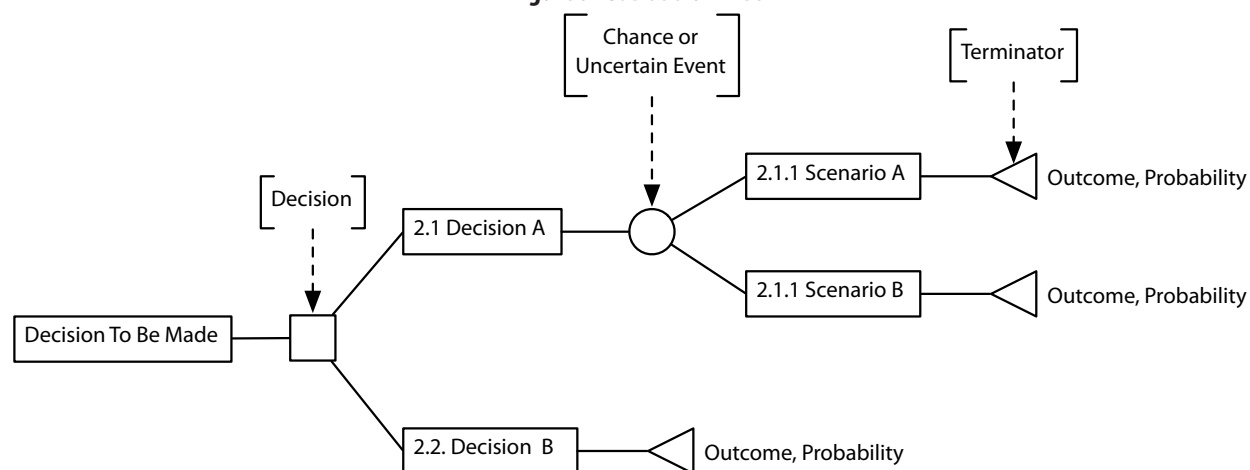 Chance or
Uncertain Event
Terminator
2.1.1 Scenario A
Outcome, Probability
Decision
2.1 Decision A
2.1.1 Scenario B
Outcome, Probability
Decision To Be Made
2.2. Decision B
Outcome, Probability